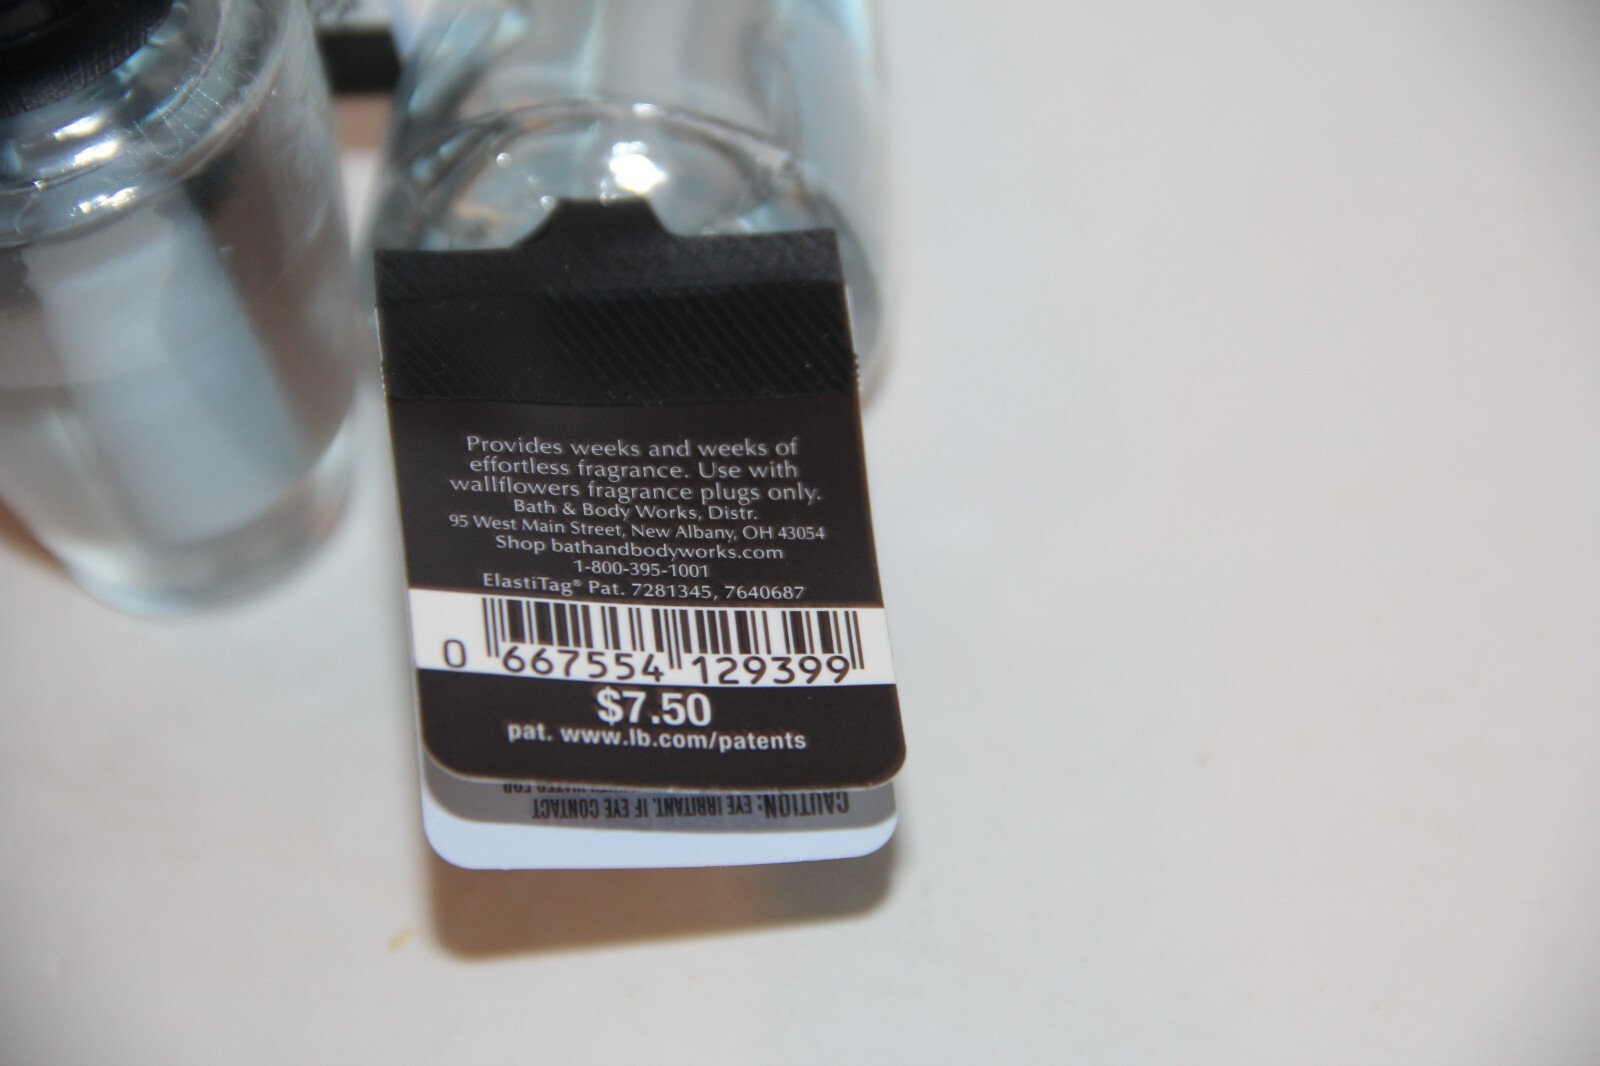 Provides weeks and weeks of
effortless fragrance. Use with
wallflowers fragrance plugs only.
Bath & Body Works, Distr.
95 West Main Street, New Albany, OH 43054
Shop bathandbodyworks.com
1-800-395-1001
ElastiTag® Pat. 7281345, 7640687
0 667554 129399
$7.50
pat. www.lb.com/patents
CAUTION: EYE IRRITANT. IF EYE CONTACT